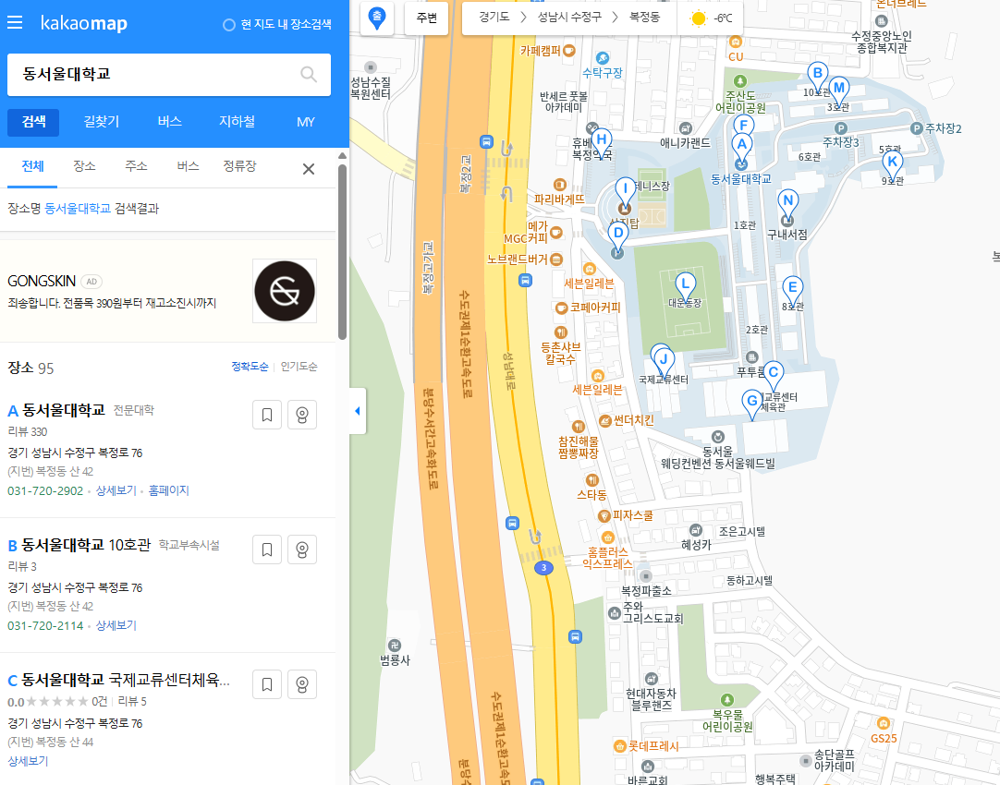 kakaomap
현 지도 내 장소검색
동서울대학교
검색 길찾기 버스 지하철 MY
전체 장소 주소 버스 정류장
장소명 동서울대학교 검색결과
GONGSKIN AD
죄송합니다. 전품목 390원부터 재고소진시까지
장소 95
정확도순 인기도순
A 동서울대학교 전문대학
리뷰 330
경기 성남시 수정구 복정로 76
(지번) 복정동 산 42
031-720-2902 · 상세보기 · 홈페이지
B 동서울대학교 10호관 학교부속시설
리뷰 3
경기 성남시 수정구 복정로 76
(지번) 복정동 산 42
031-720-2114 · 상세보기
C 동서울대학교 국제교류센터체육...
0.0 ★★★★★ 0건 리뷰 5
경기 성남시 수정구 복정로 76
(지번) 복정동 산 44
상세보기
출
주변
경기도 > 성남시 수정구 > 복정동
-6℃
온더브레드
수정중앙노인
종합복지관
카페캠퍼
CU
수탁구장
성남수질
복원센터
반세르 풋볼
아카데미
주산도
어린이공원
B
10호관
M
3호관
F
A
동서울대학교
주차장3
주차장2
5호관
6호관
K
9호관
H
복정약국
애니카랜드
테니스장
파리바게뜨
I
N
구내서점
1호관
D
메가
MGC커피
노브랜드버거
세븐일레븐
L
대운동장
E
8호관
코페아커피
2호관
등촌샤브
칼국수
J
국제교류센터
푸투룸
C
세븐일레븐
G
체육관
썬더치킨
참진해물
짬뽕짜장
동서울
웨딩컨벤션 동서울웨드빌
스타동
피자스쿨
혜성카
조은고시텔
홈플러스
익스프레스
3
동하고시텔
복정파출소
주와
그리스도교회
범룡사
현대자동차
블루핸즈
복우물
어린이공원
GS25
롯데프레시
송단골프
아카데미
바른교회
행복주택
복정2교
복정고가교
수도권제1순환고속도로
성남대로
분당수서간고속화도로
수도권제1순환고속도
분당수